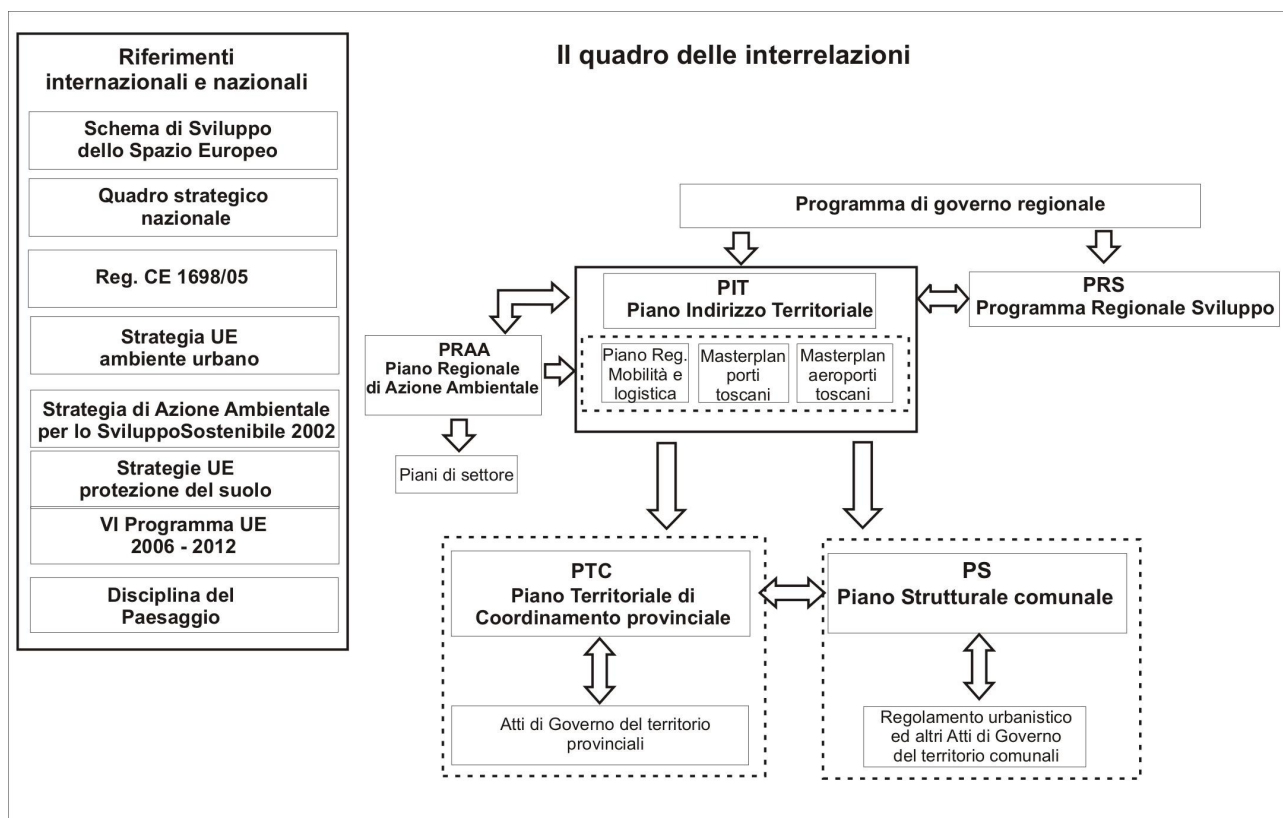 Riferimenti
internazionali e nazionali
Schema di Sviluppo
dello Spazio Europeo
Quadro strategico
nazionale
Reg. CE 1698/05
Strategia UE
ambiente urbano
Strategia di Azione Ambientale
per lo SviluppoSostenibile 2002
Strategie UE
protezione del suolo
VI Programma UE
2006 - 2012
Disciplina del
Paesaggio
Il quadro delle interrelazioni
Programma di governo regionale
PIT
Piano Indirizzo Territoriale
PRS
Programma Regionale Sviluppo
PRAA
Piano Regionale
di Azione Ambientale
Piano Reg.
Mobilità e
logistica
Masterplan
porti
toscani
Masterplan
aeroporti
toscani
Piani di settore
PTC
Piano Territoriale di
Coordinamento provinciale
PS
Piano Strutturale comunale
Atti di Governo del territorio
provinciali
Regolamento urbanistico
ed altri Atti di Governo
del territorio comunali